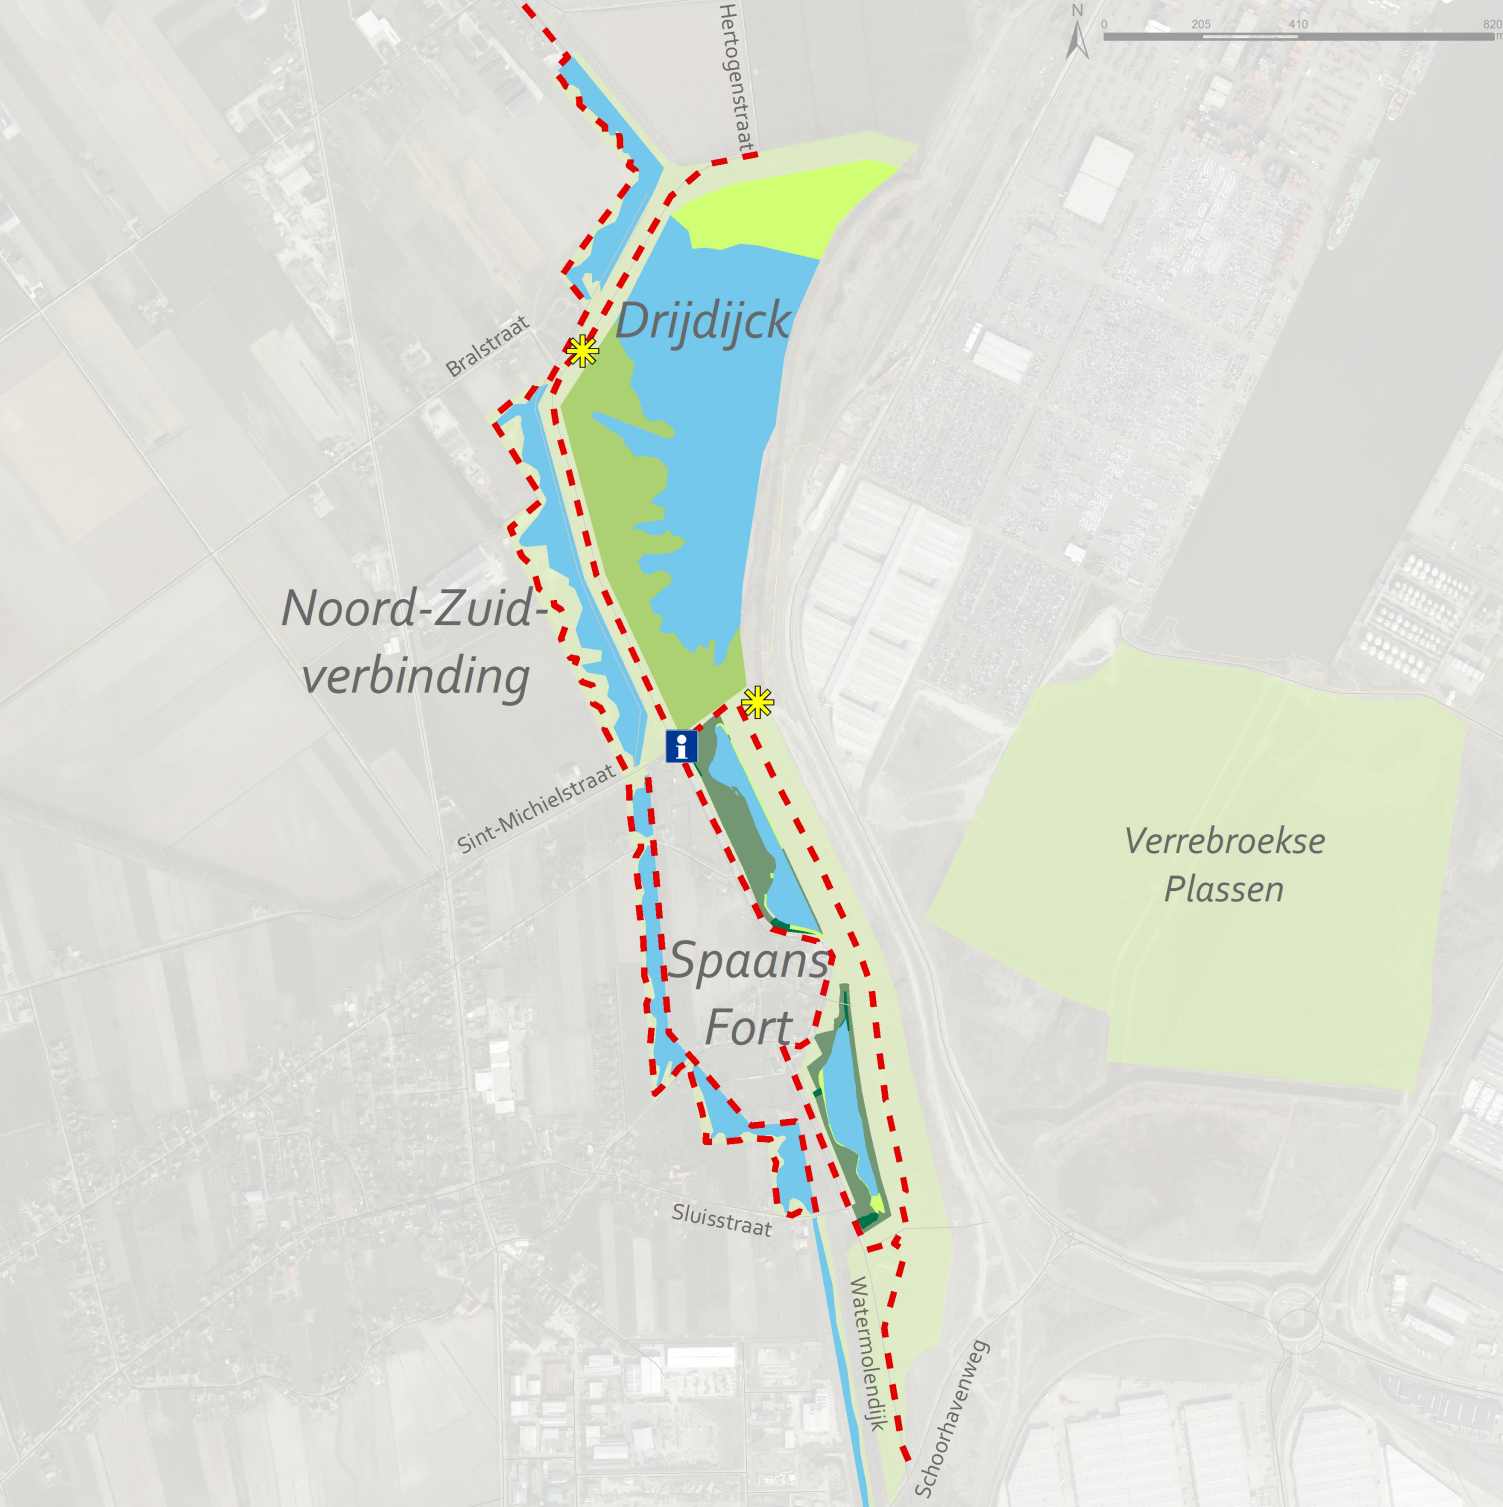 N
0 205 410 820
m
Hertogenstraat
Drijdijck
Bralstraat
Noord-Zuid-
verbinding
i
Sint-Michielstraat
Verrebroekse
Plassen
Spaans
Fort
Sluisstraat
Watermolendijk
Schoorhavenweg